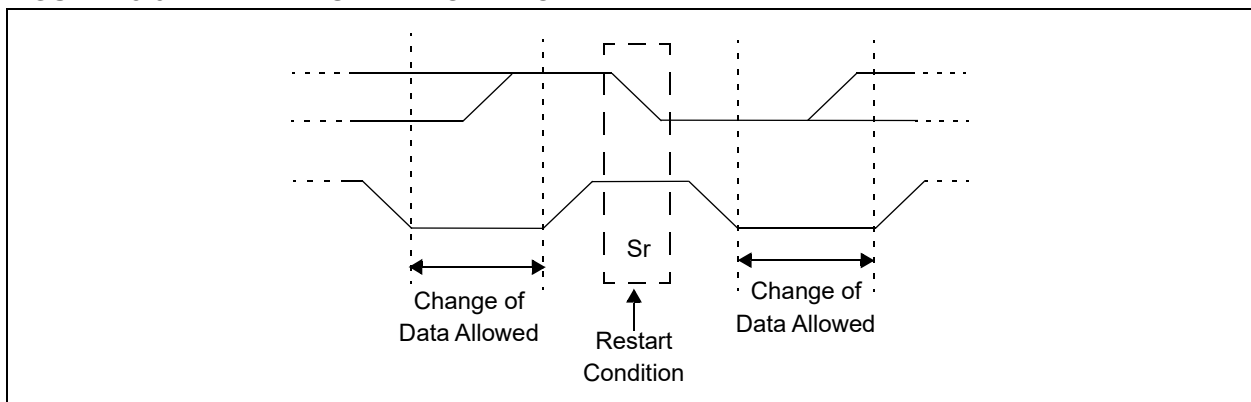 Sr
Change of
Data Allowed
Restart
Condition
Change of
Data Allowed